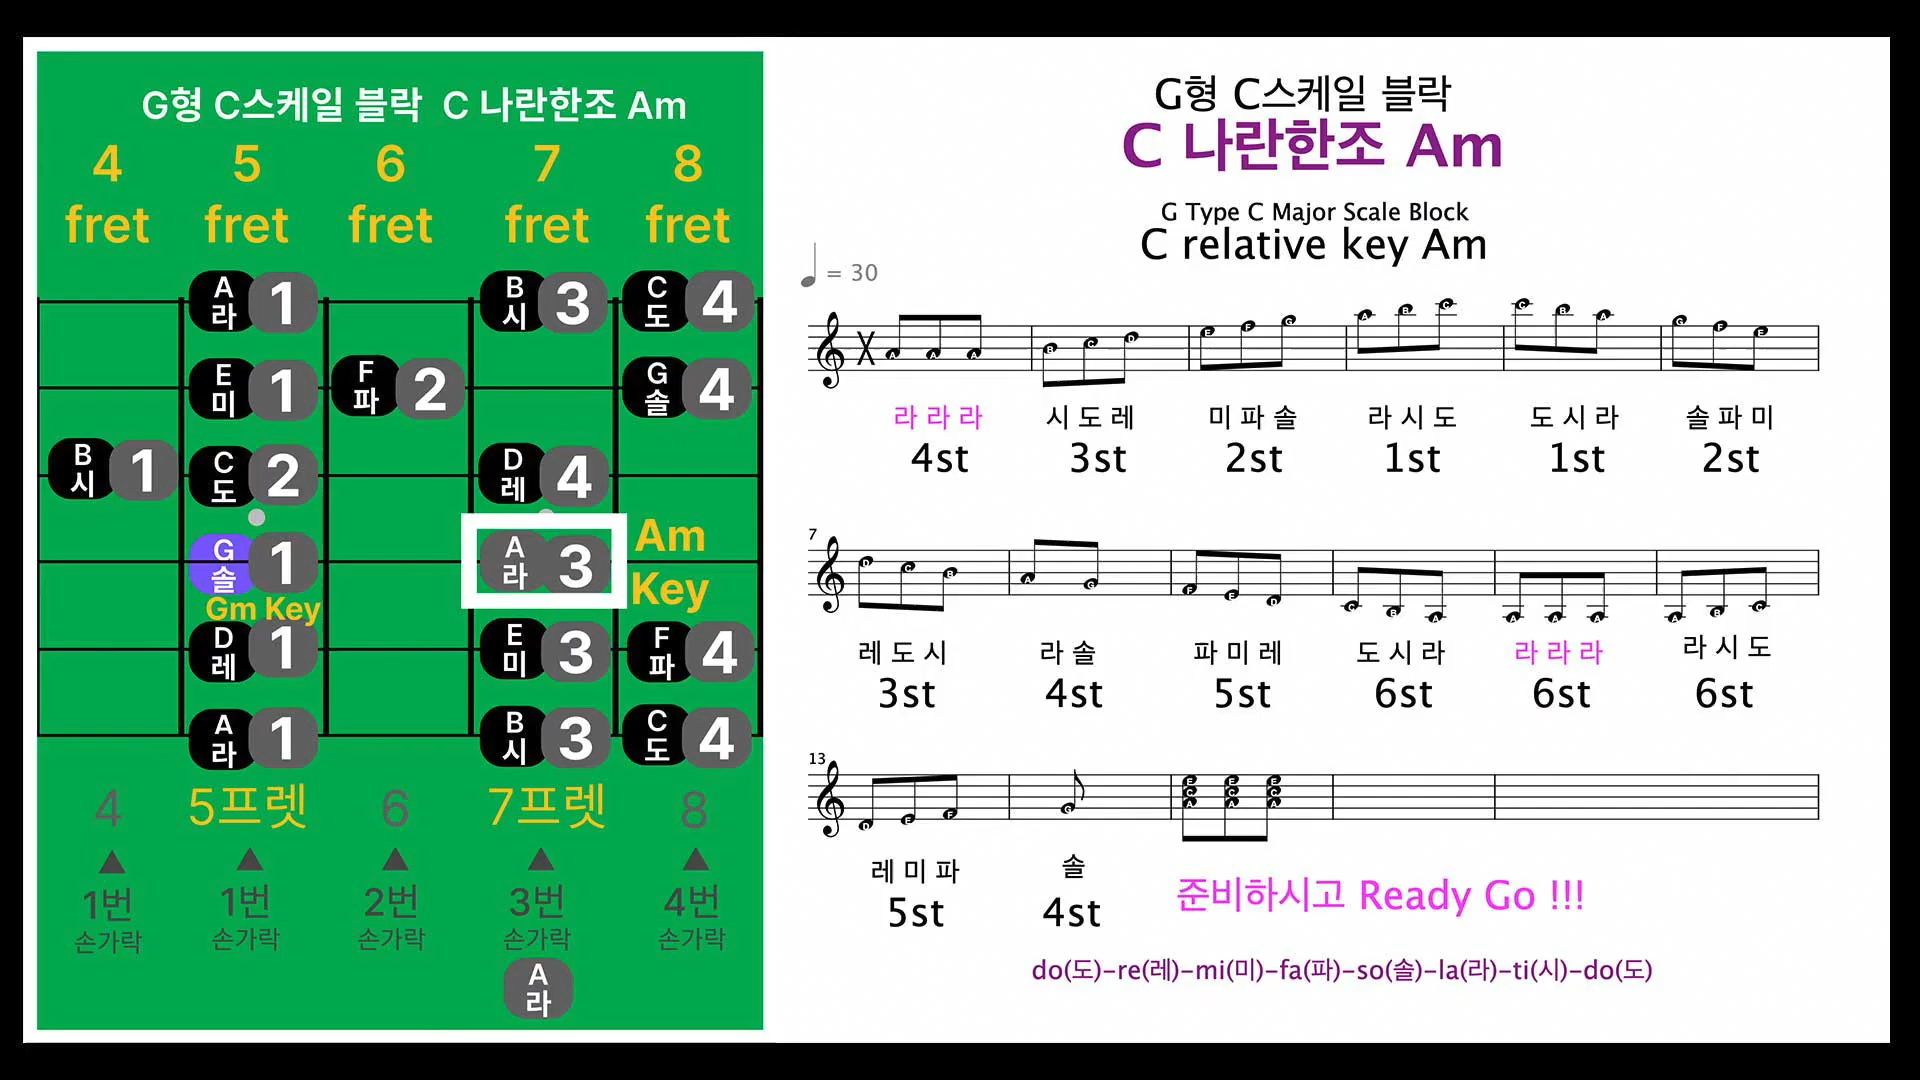 G형 C스케일 블락 C 나란한조 Am
4 5 6 7 8
fret fret fret fret fret
A 라 1 B 시 3 C 도 4
E 미 1 F 파 2 G 솔 4
B 시 1 C 도 2 D 레 4
G 솔 1 A 라 3 Am Key
Gm Key
D 레 1 E 미 3 F 파 4
A 라 1 B 시 3 C 도 4
4 5프렛 6 7프렛 8
1번 1번 2번 3번 4번
손가락 손가락 손가락 손가락 손가락
A 라
G형 C스케일 블락
C 나란한조 Am
G Type C Major Scale Block
C relative key Am
= 30
A A A B C D E F G A B C C B A G F E
라 라 라 시 도 레 미 파 솔 라 시 도 도 시 라 솔 파 미
4st 3st 2st 1st 1st 2st
7
D C B A G F E D C B A A A A A B C
레 도 시 라 솔 파 미 레 도 시 라 라 라 라 라 시 도
3st 4st 5st 6st 6st 6st
13
D E F G E C A E C A E C A
레 미 파 솔
5st 4st
준비하시고 Ready Go !!!
do(도)-re(레)-mi(미)-fa(파)-so(솔)-la(라)-ti(시)-do(도)